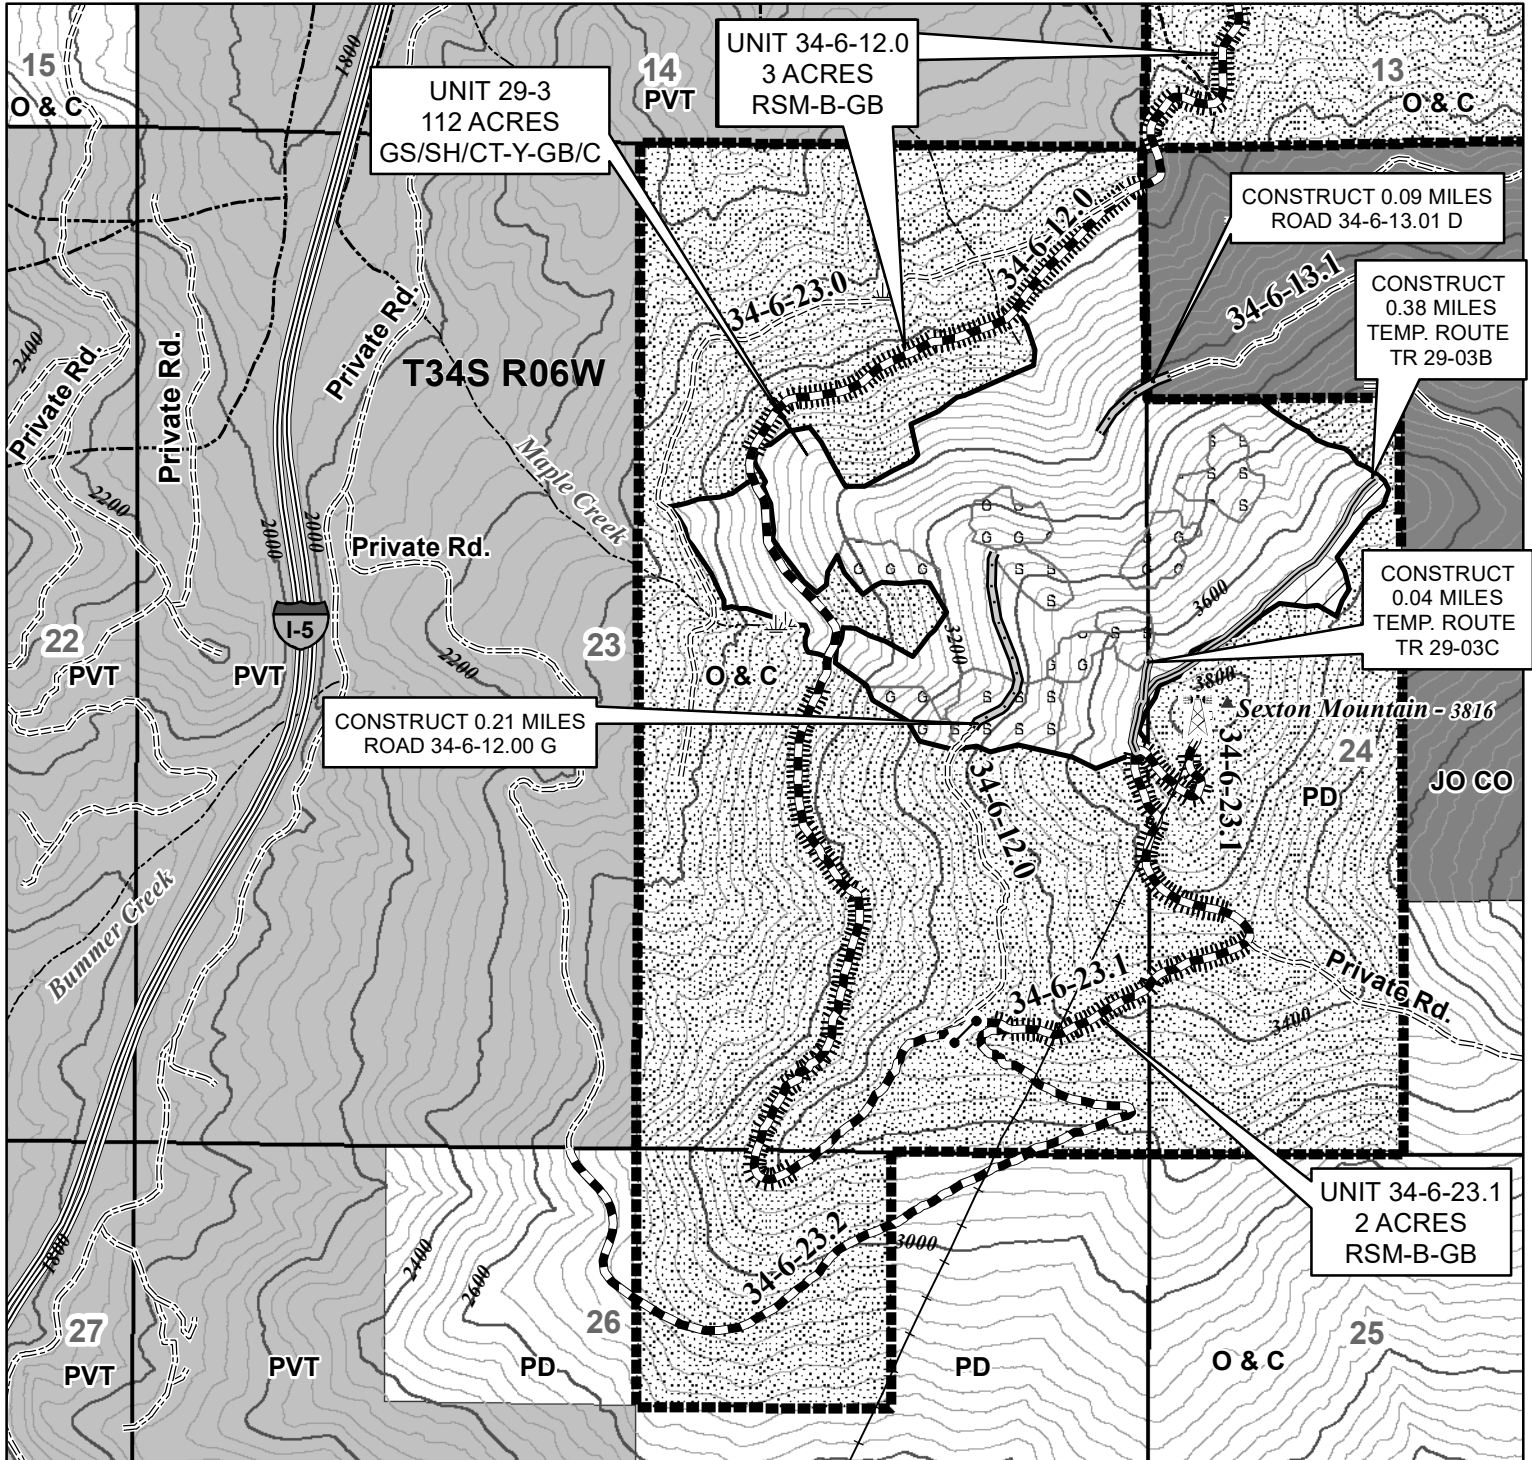 15
O & C
1800
14
PVT
UNIT 34-6-12.0
3 ACRES
RSM-B-GB
13
O & C
UNIT 29-3
112 ACRES
GS/SH/CT-Y-GB/C
CONSTRUCT 0.09 MILES
ROAD 34-6-13.01 D
34-6-12.0
34-6-23.0
34-6-13.1
CONSTRUCT
0.38 MILES
TEMP. ROUTE
TR 29-03B
2400
Private Rd.
Private Rd.
Private Rd.
T34S R06W
Maple Creek
2200
2000
2000
Private Rd.
I-5
S S
S S
S S
G G
G G
G G
G G G
S S
S
G G
3600
CONSTRUCT
0.04 MILES
TEMP. ROUTE
TR 29-03C
22
PVT
PVT
2200
23
O & C
3200
G S S
G G
G G
S S S
G S S S S
3800
Sexton Mountain - 3816
CONSTRUCT 0.21 MILES
ROAD 34-6-12.00 G
24
PD
JO CO
34-6-23.1
34-6-12.0
Bummer Creek
34-6-23.1
Private Rd.
3400
UNIT 34-6-23.1
2 ACRES
RSM-B-GB
1800
2400
2600
34-6-23.2
3000
27
PVT
PVT
26
PD
PD
O & C
25